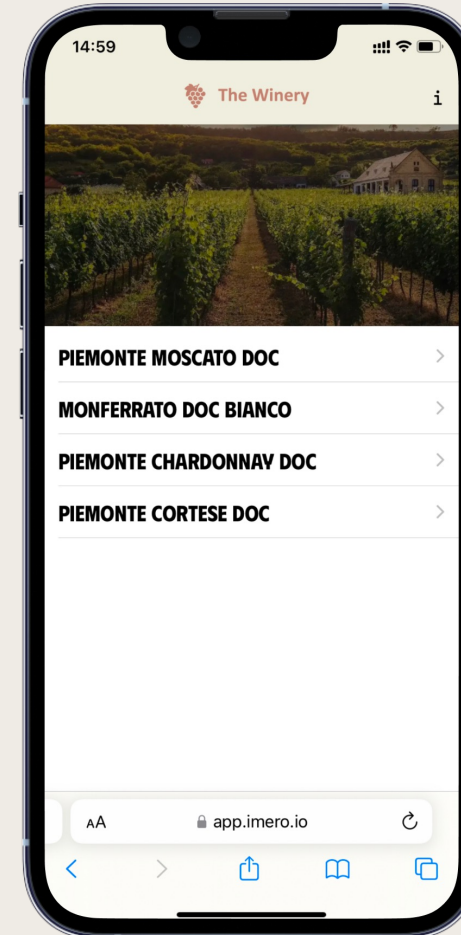 14:59
The Winery
i
PIEMONTE MOSCATO DOC
MONFERRATO DOC BIANCO
PIEMONTE CHARDONNAY DOC
PIEMONTE CORTESE DOC
AA app.imero.io